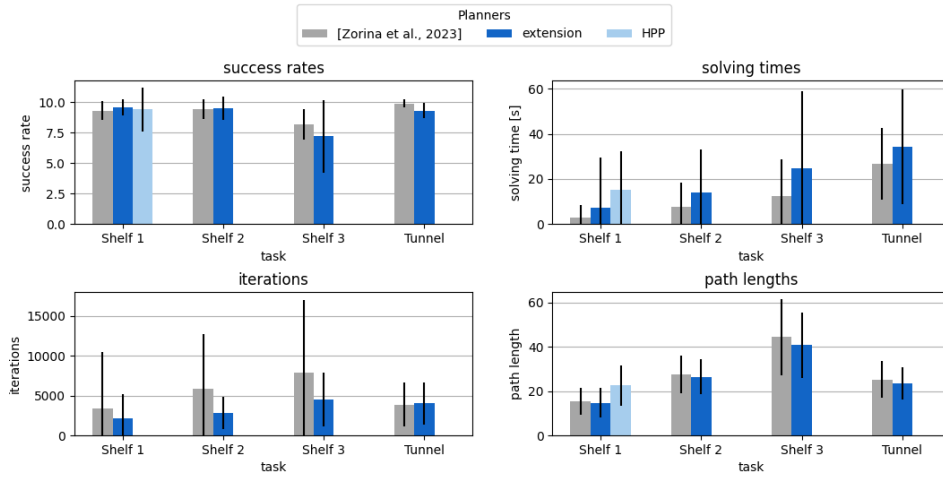 Planners
[Zorina et al., 2023] extension HPP
success rates
10.0
7.5
5.0
2.5
0.0
success rate
Shelf 1 Shelf 2 Shelf 3 Tunnel
task
solving times
60
40
20
0
solving time [s]
Shelf 1 Shelf 2 Shelf 3 Tunnel
task
iterations
15000
10000
5000
0
iterations
Shelf 1 Shelf 2 Shelf 3 Tunnel
task
path lengths
60
40
20
0
path length
Shelf 1 Shelf 2 Shelf 3 Tunnel
task